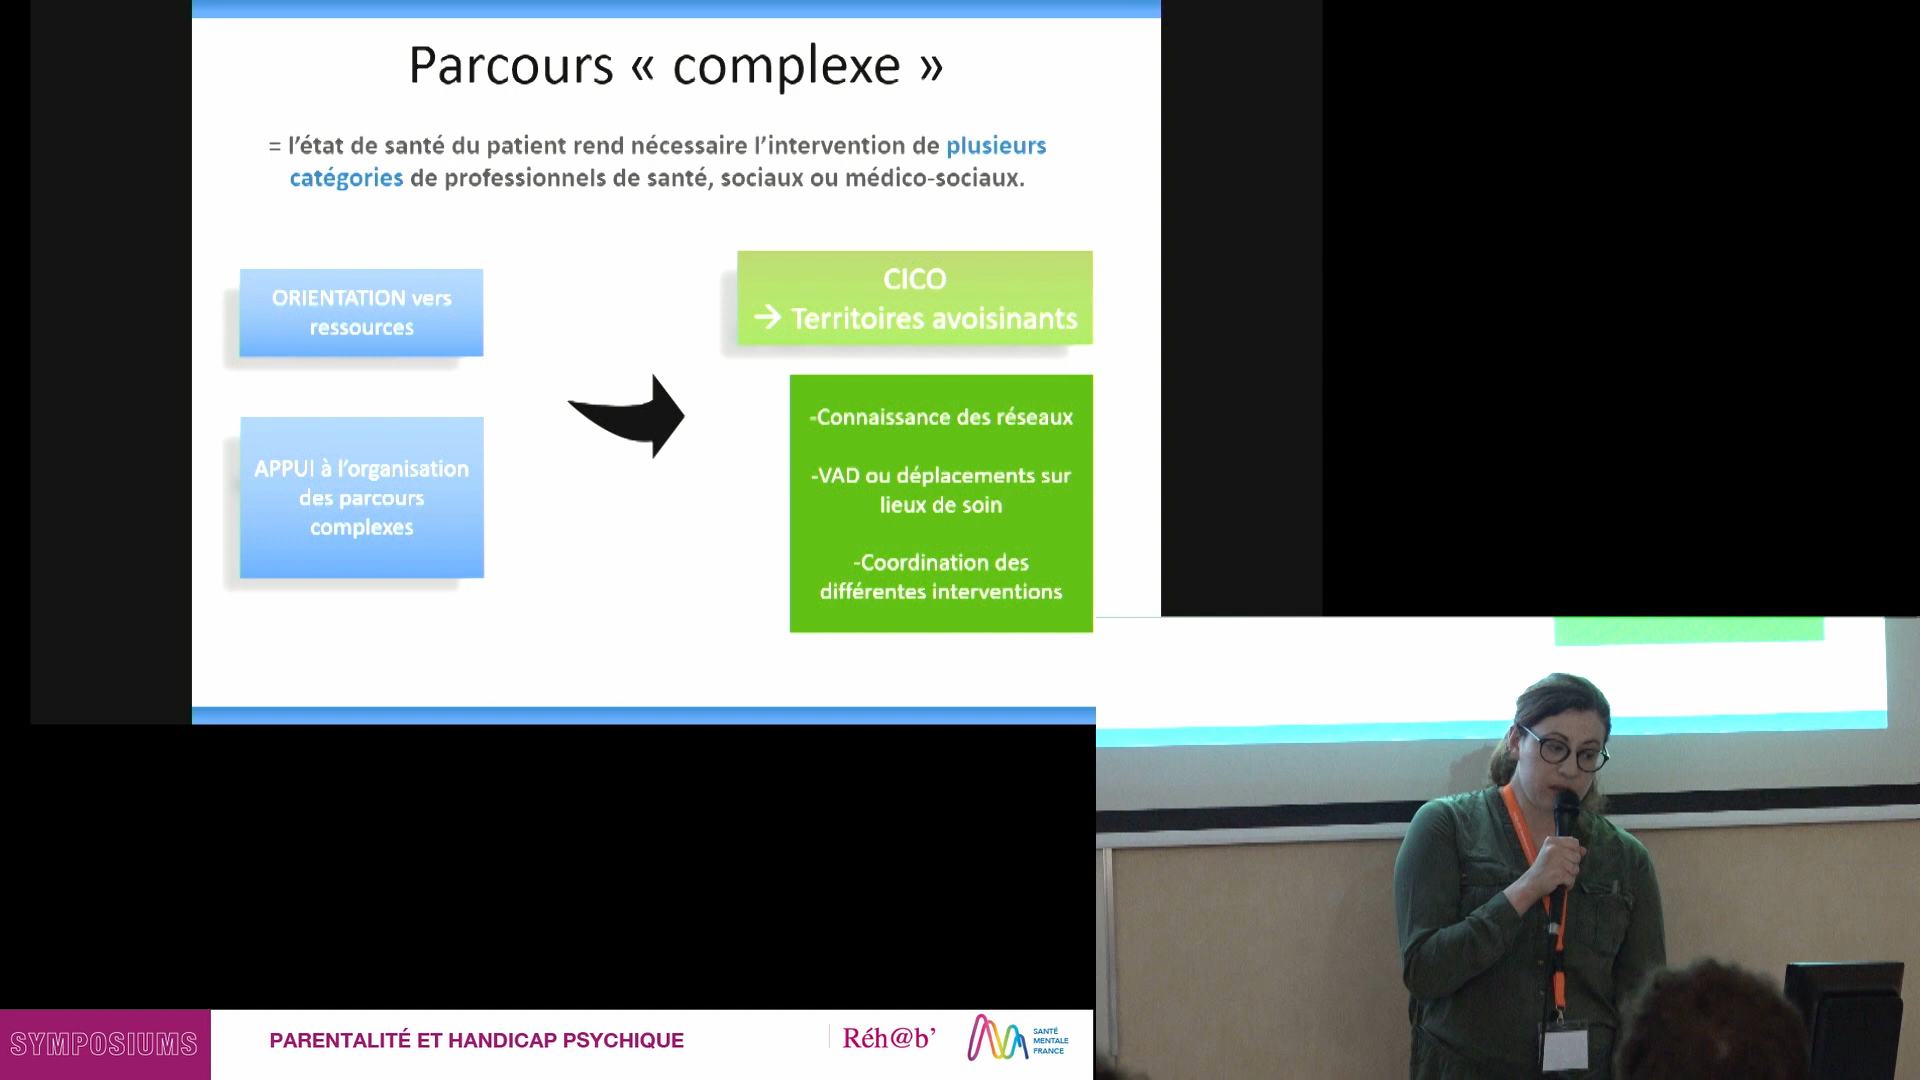 Parcours « complexe »
= l’état de santé du patient rend nécessaire l’intervention de plusieurs
catégories de professionnels de santé, sociaux ou médico-sociaux.
ORIENTATION vers
ressources
APPUI à l’organisation
des parcours
complexes
CICO
→ Territoires avoisinants
-Connaissance des réseaux
-VAD ou déplacements sur
lieux de soin
-Coordination des
différentes interventions
SYMPOSIUMS
PARENTALITÉ ET HANDICAP PSYCHIQUE
Réh@b’
SANTÉ
MENTALE
FRANCE